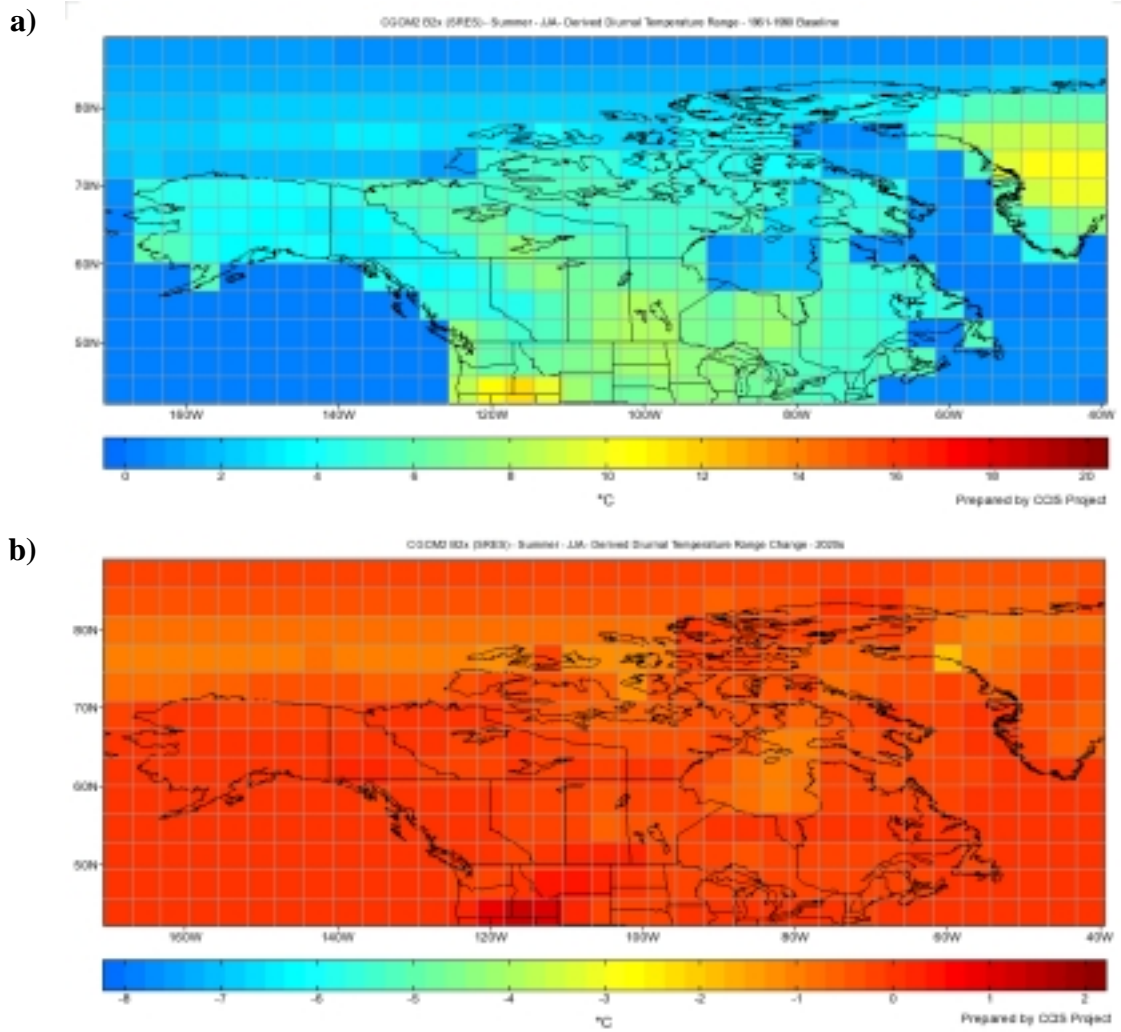 a)
CGCM2 B2x (SRES) - Summer - JJA- Derived Diurnal Temperature Range - 1961-1990 Baseline
80N
70N
60N
50N
160W 140W 120W 100W 80W 60W 40W
0 2 4 6 8 10 12 14 16 18 20
°C
Prepared by CCIS Project
b)
CGCM2 B2x (SRES) - Summer - JJA- Derived Diurnal Temperature Range Change - 2020s
80N
70N
60N
50N
160W 140W 120W 100W 80W 60W 40W
-8 -7 -6 -5 -4 -3 -2 -1 0 1 2
°C
Prepared by CCIS Project